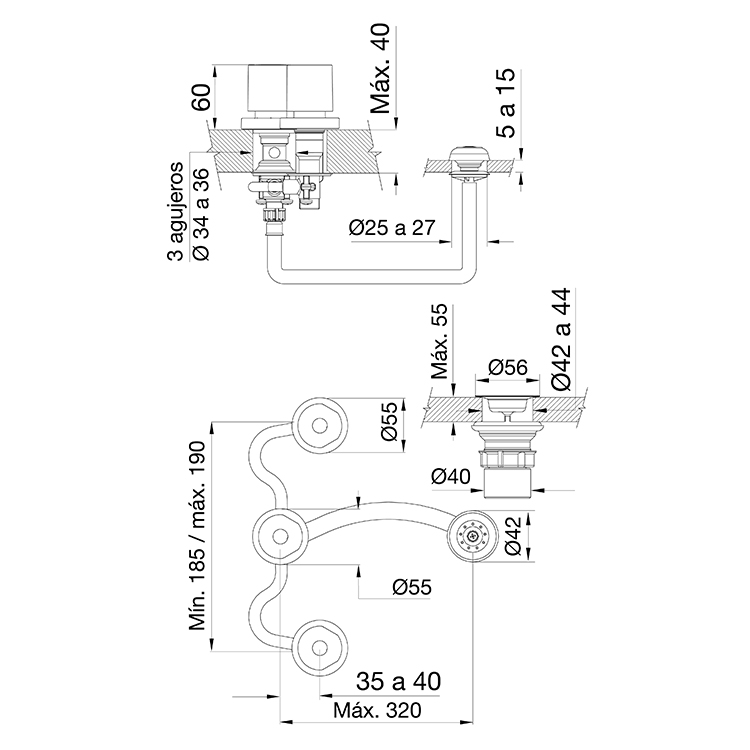 60
Máx. 40
5 a 15
3 agujeros
Ø 34 a 36
Ø25 a 27
Máx. 55
Ø56
Ø42 a 44
Ø40
Ø55
Mín. 185 / máx. 190
Ø42
Ø55
35 a 40
Máx. 320